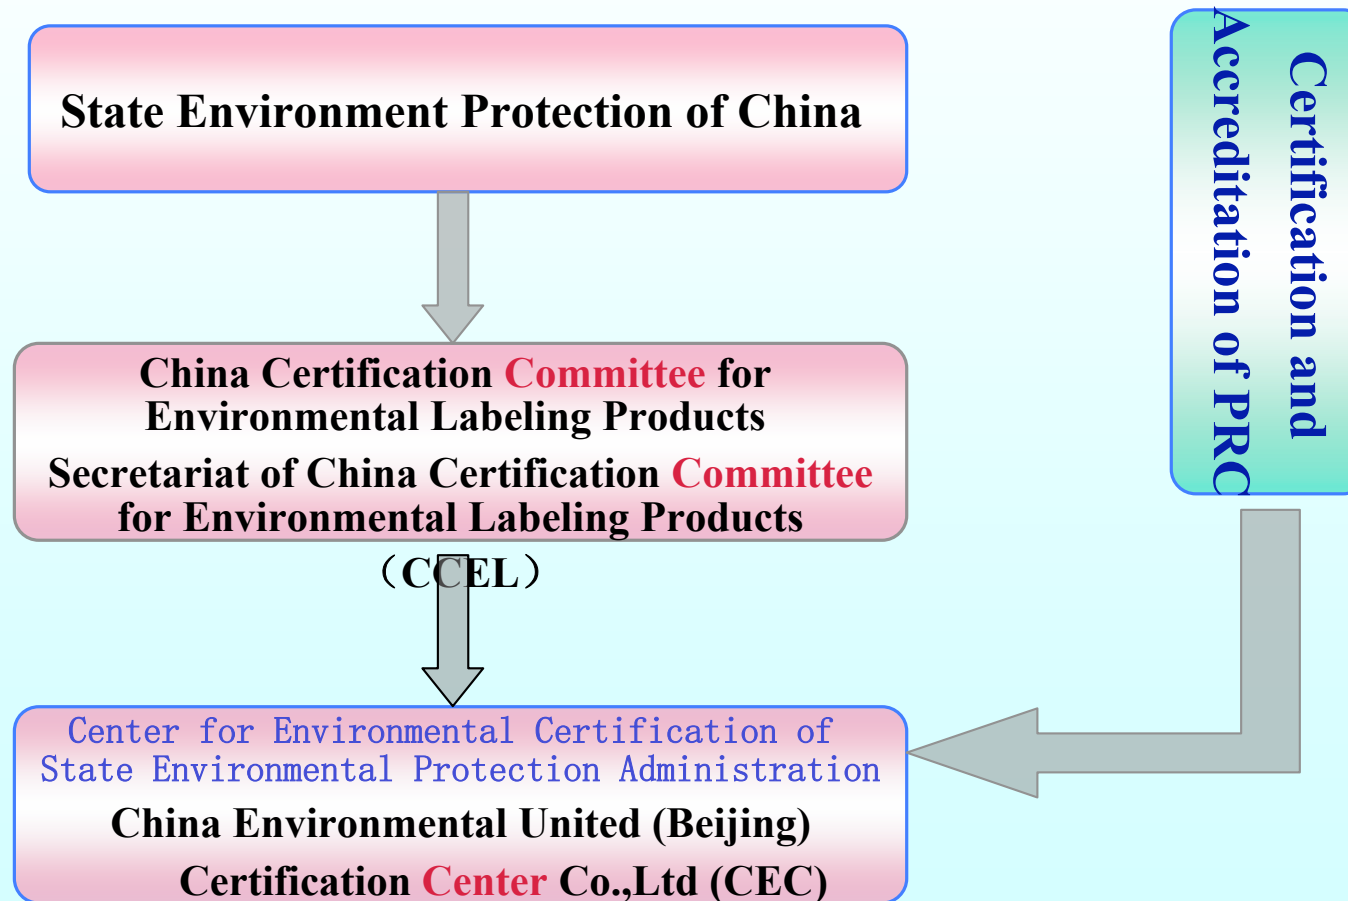 State Environment Protection of China
China Certification Committee for
Environmental Labeling Products
Secretariat of China Certification Committee
for Environmental Labeling Products
（CCEL）
Center for Environmental Certification of
State Environmental Protection Administration
China Environmental United (Beijing)
Certification Center Co.,Ltd (CEC)
Certification and
Accreditation of PRC